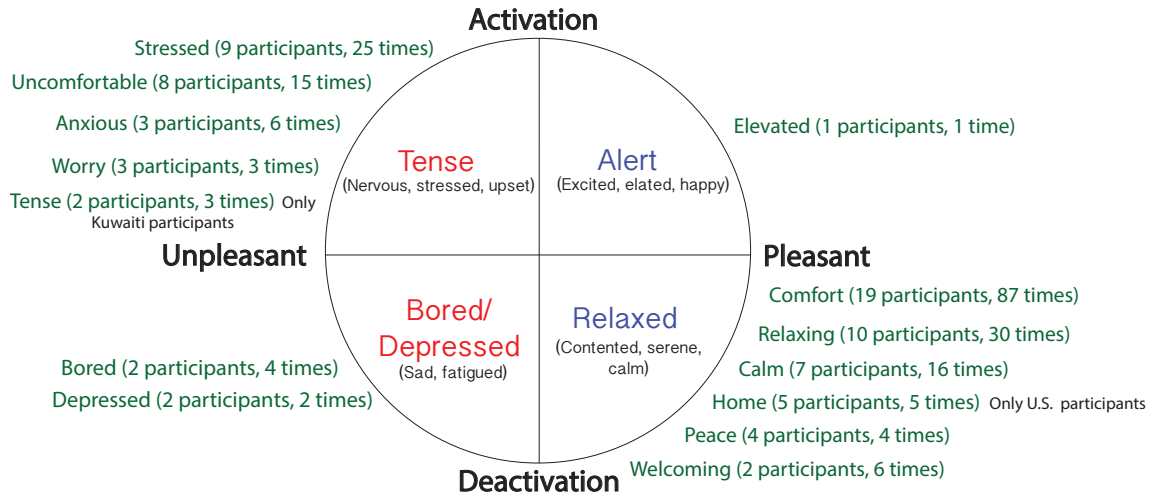 Activation
Stressed (9 participants, 25 times)
Uncomfortable (8 participants, 15 times)
Anxious (3 participants, 6 times)
Worry (3 participants, 3 times)
Tense (2 participants, 3 times) Only
Kuwaiti participants
Tense
(Nervous, stressed, upset)
Alert
(Excited, elated, happy)
Elevated (1 participants, 1 time)
Unpleasant
Pleasant
Bored/
Depressed
(Sad, fatigued)
Relaxed
(Contented, serene,
calm)
Bored (2 participants, 4 times)
Depressed (2 participants, 2 times)
Comfort (19 participants, 87 times)
Relaxing (10 participants, 30 times)
Calm (7 participants, 16 times)
Home (5 participants, 5 times) Only U.S. participants
Peace (4 participants, 4 times)
Welcoming (2 participants, 6 times)
Deactivation